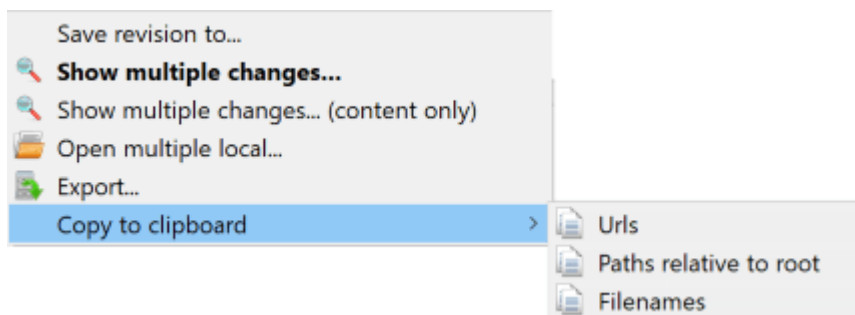 Save revision to...
Show multiple changes...
Show multiple changes... (content only)
Open multiple local...
Export...
Copy to clipboard
Urls
Paths relative to root
Filenames